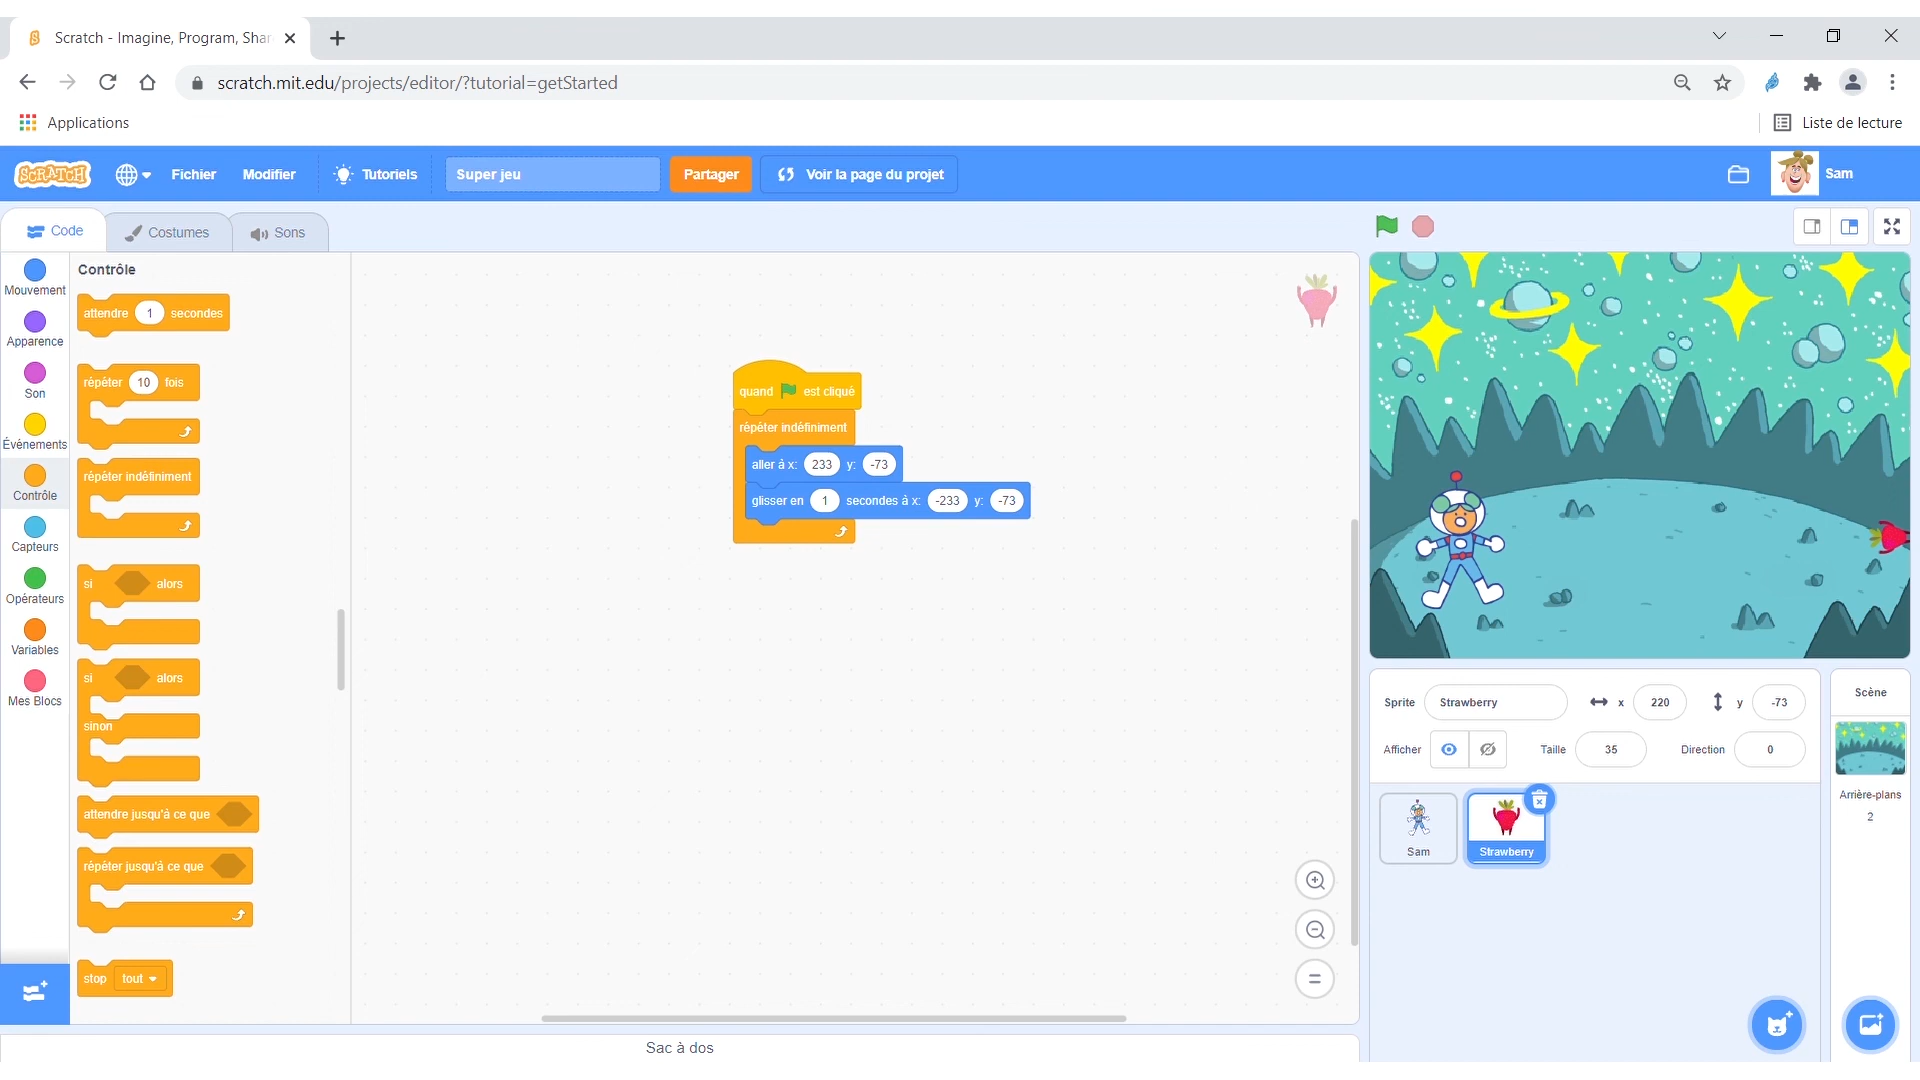 Scratch - Imagine, Program, Shar
scratch.mit.edu/projects/editor/?tutorial=getStarted
Applications
Liste de lecture
SCRATCH
Fichier
Modifier
Tutoriels
Super jeu
Partager
Voir la page du projet
Sam
Code
Costumes
Sons
Mouvement
Apparence
Son
Événements
Contrôle
Capteurs
Opérateurs
Variables
Mes Blocs
Contrôle
attendre 1 secondes
répéter 10 fois
répéter indéfiniment
si alors
si alors
sinon
attendre jusqu'à ce que
répéter jusqu'à ce que
stop tout
quand est cliqué
répéter indéfiniment
aller à x: 233 y: -73
glisser en 1 secondes à x: -233 y: -73
Sac à dos
Sprite Strawberry x 220 y -73
Afficher Taille 35 Direction 0
Sam
Strawberry
Scène
Arrière-plans
2